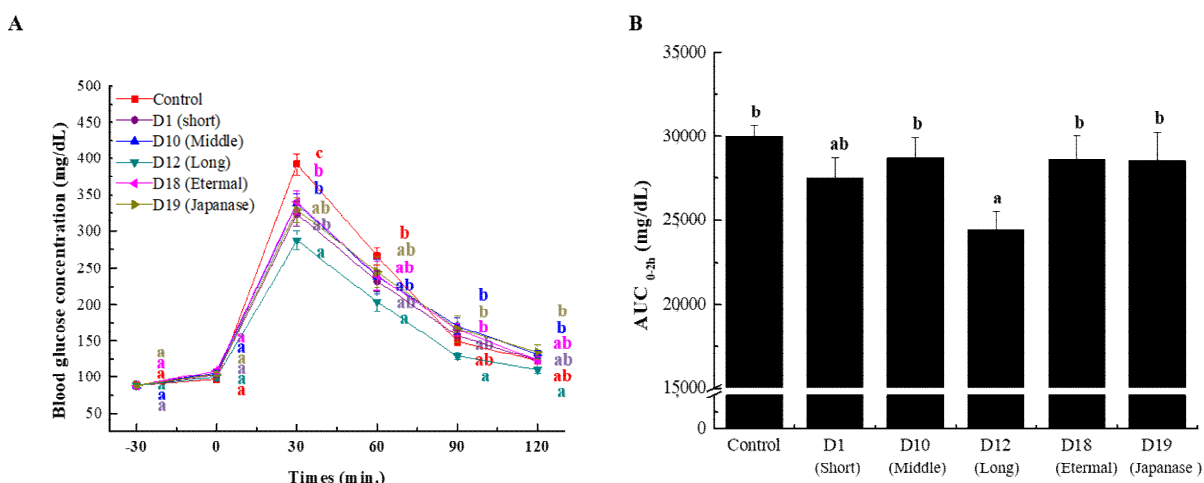 A
B
Blood glucose concentration (mg/dL)
500
450
400
350
300
250
200
150
100
50
Control
D1 (short)
D10 (Middle)
D12 (Long)
D18 (Etermal)
D19 (Japanase)
c
b
b
ab
ab
a
b
ab
ab
ab
ab
a
b
b
b
ab
ab
a
b
b
ab
ab
ab
a
a
a
a
a
a
a
a
a
a
a
a
a
-30
0
30
60
90
120
Times (min.)
AUC 0-2h (mg/dL)
35000
30000
25000
20000
15000
0
b
ab
b
a
b
b
Control
D1
(Short)
D10
(Middle)
D12
(Long)
D18
(Etermal)
D19
(Japanase )